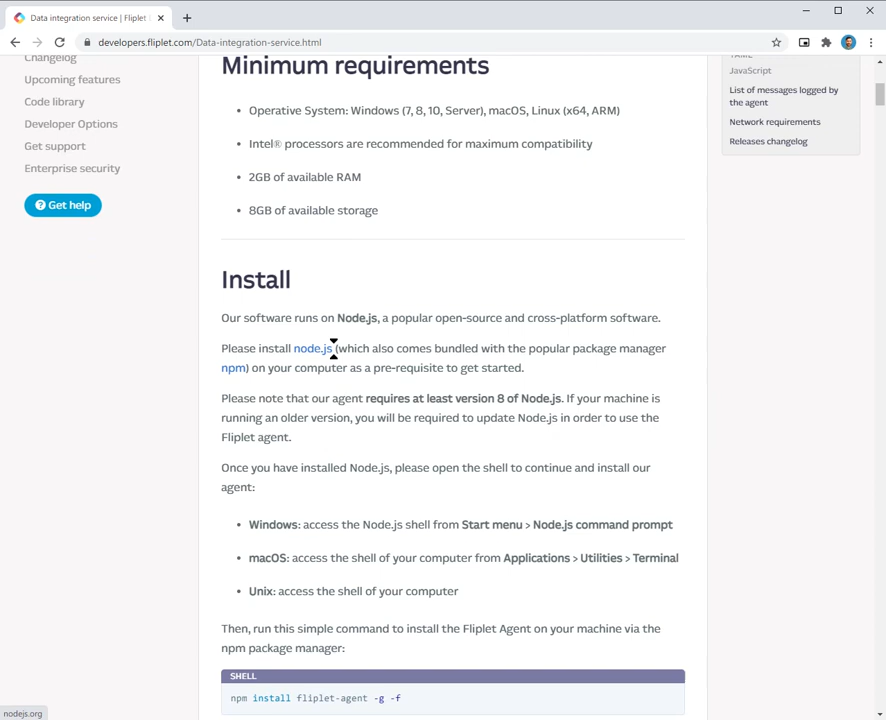 Data integration service | Fliplet
developers.fliplet.com/Data-integration-service.html
Changelog
Upcoming features
Code library
Developer Options
Get support
Enterprise security
Get help
Minimum requirements
• Operative System: Windows (7, 8, 10, Server), macOS, Linux (x64, ARM)
• Intel® processors are recommended for maximum compatibility
• 2GB of available RAM
• 8GB of available storage
Install
Our software runs on Node.js, a popular open-source and cross-platform software.
Please install node.js (which also comes bundled with the popular package manager
npm) on your computer as a pre-requisite to get started.
Please note that our agent requires at least version 8 of Node.js. If your machine is
running an older version, you will be required to update Node.js in order to use the
Fliplet agent.
Once you have installed Node.js, please open the shell to continue and install our
agent:
• Windows: access the Node.js shell from Start menu > Node.js command prompt
• macOS: access the shell of your computer from Applications > Utilities > Terminal
• Unix: access the shell of your computer
Then, run this simple command to install the Fliplet Agent on your machine via the
npm package manager:
SHELL
npm install fliplet-agent -g -f
YAML
JavaScript
List of messages logged by
the agent
Network requirements
Releases changelog
nodejs.org